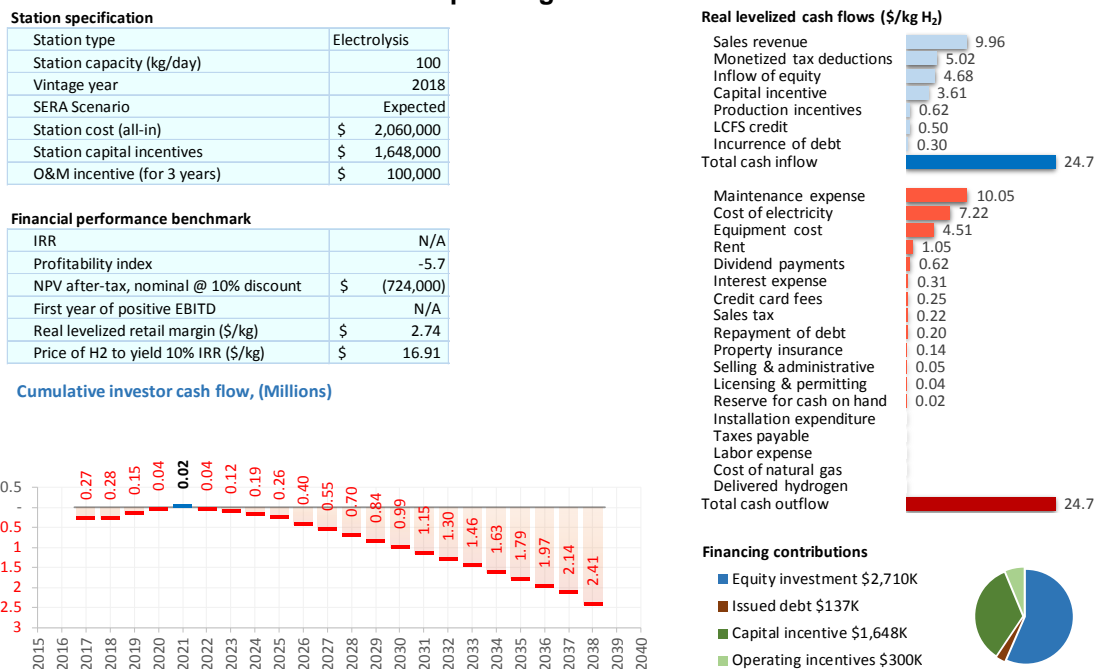 Station specification
Station type Electrolysis
Station capacity (kg/day) 100
Vintage year 2018
SERA Scenario Expected
Station cost (all-in) $ 2,060,000
Station capital incentives $ 1,648,000
O&M incentive (for 3 years) $ 100,000
Financial performance benchmark
IRR N/A
Profitability index -5.7
NPV after-tax, nominal @ 10% discount $ (724,000)
First year of positive EBITD N/A
Real levelized retail margin ($/kg) $ 2.74
Price of H2 to yield 10% IRR ($/kg) $ 16.91
Cumulative investor cash flow, (Millions)
0.27 0.28 0.15 0.04 0.02 0.04 0.12 0.19 0.26 0.40 0.55 0.70 0.84 0.99 1.15 1.30 1.46 1.63 1.79 1.97 2.14 2.41
0.5
-
0.5
1
1.5
2
2.5
3
2015 2016 2017 2018 2019 2020 2021 2022 2023 2024 2025 2026 2027 2028 2029 2030 2031 2032 2033 2034 2035 2036 2037 2038 2039 2040
Real levelized cash flows ($/kg H₂)
Sales revenue 9.96
Monetized tax deductions 5.02
Inflow of equity 4.68
Capital incentive 3.61
Production incentives 0.62
LCFS credit 0.50
Incurrence of debt 0.30
Total cash inflow 24.7
Maintenance expense 10.05
Cost of electricity 7.22
Equipment cost 4.51
Rent 1.05
Dividend payments 0.62
Interest expense 0.31
Credit card fees 0.25
Sales tax 0.22
Repayment of debt 0.20
Property insurance 0.14
Selling & administrative 0.05
Licensing & permitting 0.04
Reserve for cash on hand 0.02
Installation expenditure
Taxes payable
Labor expense
Cost of natural gas
Delivered hydrogen
Total cash outflow 24.7
Financing contributions
Equity investment $2,710K
Issued debt $137K
Capital incentive $1,648K
Operating incentives $300K